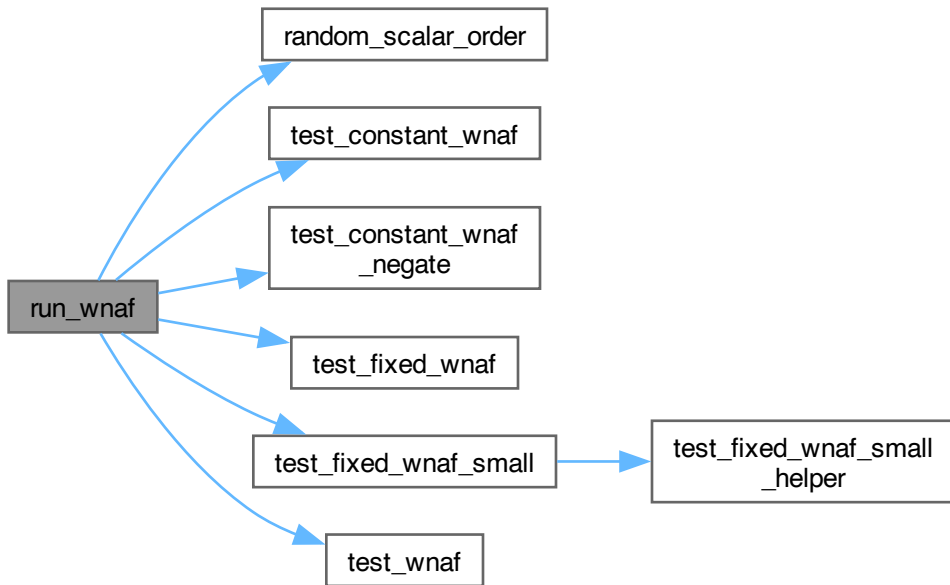 random_scalar_order
test_constant_wnaf
test_constant_wnaf
_negate
run_wnaf
test_fixed_wnaf
test_fixed_wnaf_small
test_fixed_wnaf_small
_helper
test_wnaf